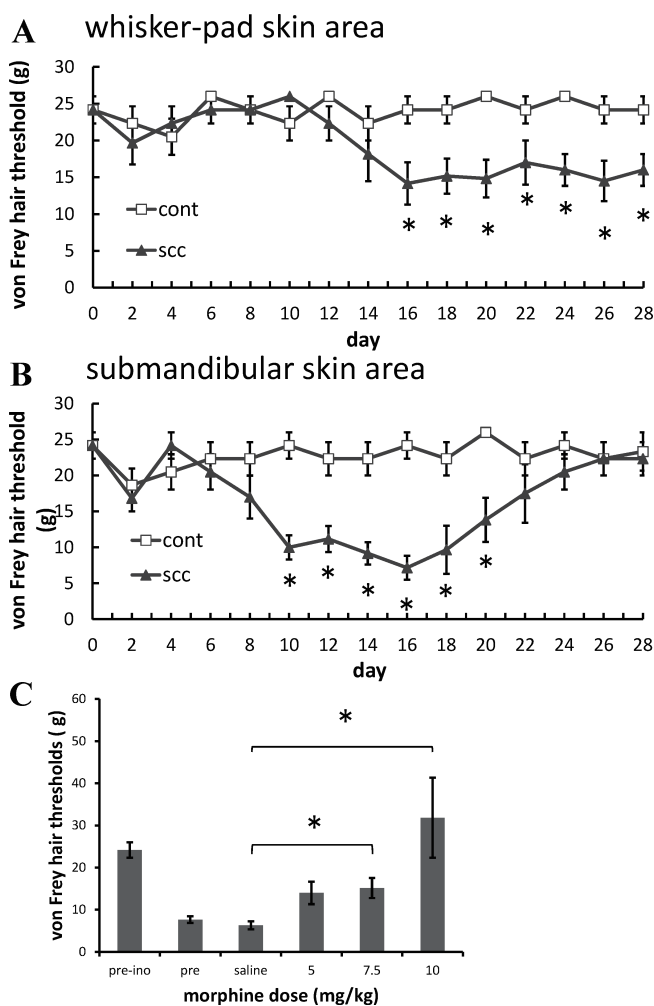 A whisker-pad skin area
von Frey hair threshold (g)
30
25
20
15
10
5
0
cont
scc
* * * * * * *
0 2 4 6 8 10 12 14 16 18 20 22 24 26 28
day
B submandibular skin area
von Frey hair threshold
(g)
30
25
20
15
10
5
0
cont
scc
* * * * * *
0 2 4 6 8 10 12 14 16 18 20 22 24 26 28
day
C
von Frey hair thresholds ( g)
60
50
40
30
20
10
0
*
*
pre-ino pre saline 5 7.5 10
morphine dose (mg/kg)